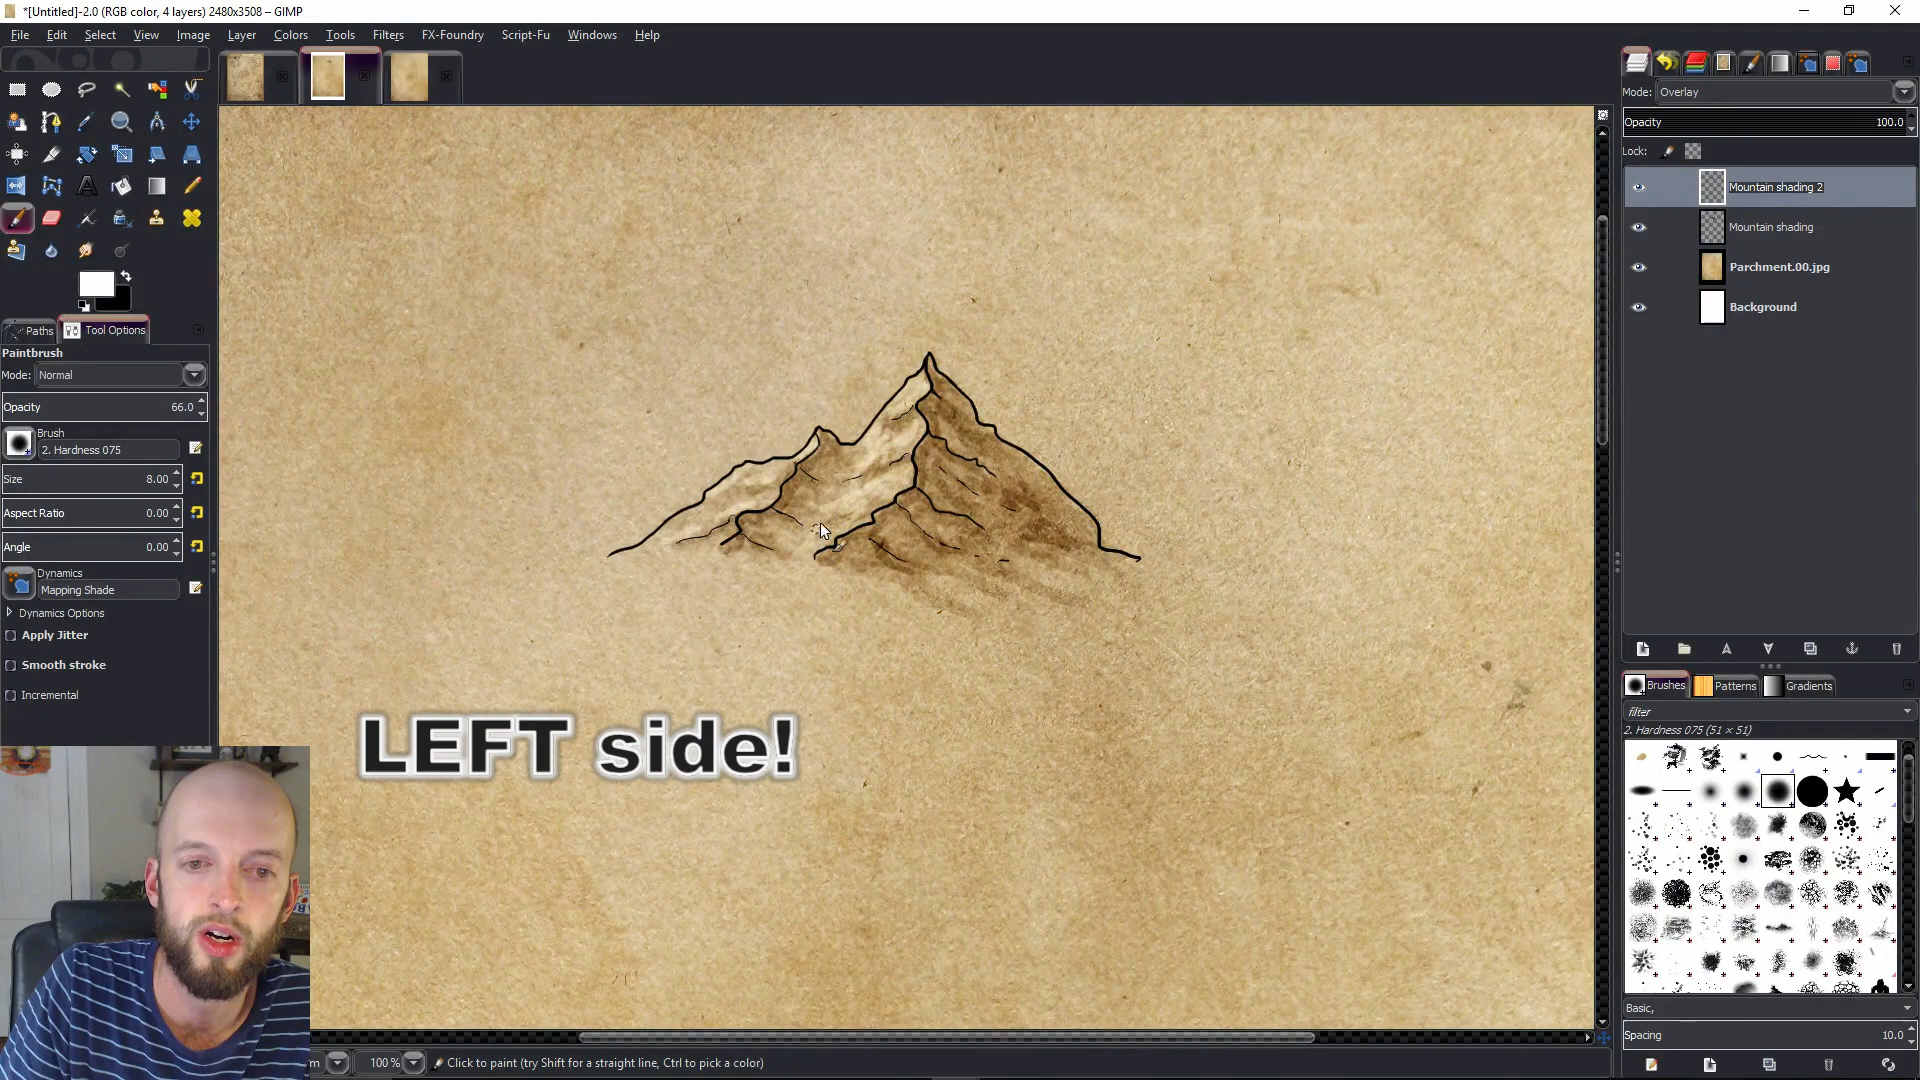 *[Untitled]-2.0 (RGB color, 4 layers) 2480x3508 – GIMP
File Edit Select View Image Layer Colors Tools Filters FX-Foundry Script-Fu Windows Help
Mode: Overlay
Opacity 100.0
Lock:
Mountain shading 2
Mountain shading
Parchment.00.jpg
Background
Paths Tool Options
Paintbrush
Mode: Normal
Opacity 66.0
Brush
2. Hardness 075
Size 8.00
Aspect Ratio 0.00
Angle 0.00
Dynamics
Mapping Shade
Dynamics Options
Apply Jitter
Smooth stroke
Incremental
LEFT side!
Brushes Patterns Gradients
filter
2. Hardness 075 (51 × 51)
Basic,
Spacing 10.0
m 100 % Click to paint (try Shift for a straight line, Ctrl to pick a color)